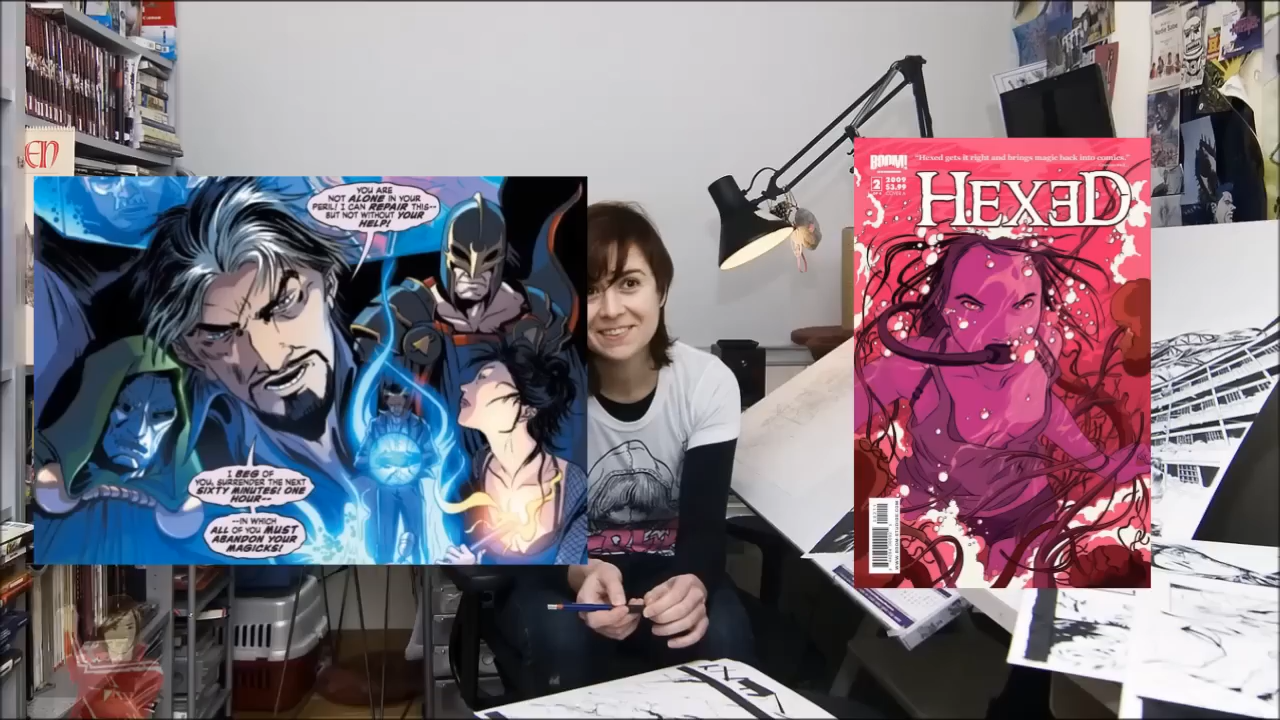 EN
YOU ARE
NOT ALONE IN YOUR
PERIL! I CAN REPAIR THIS--
BUT NOT WITHOUT YOUR
HELP!
I BEG OF
YOU, SURRENDER THE NEXT
SIXTY MINUTES! ONE
HOUR--
--IN WHICH
ALL OF YOU MUST
ABANDON YOUR
MAGICKS!
BOOM!
"Hexed gets it right and brings magic back into comics."
2
2009
$3.99
HEXED